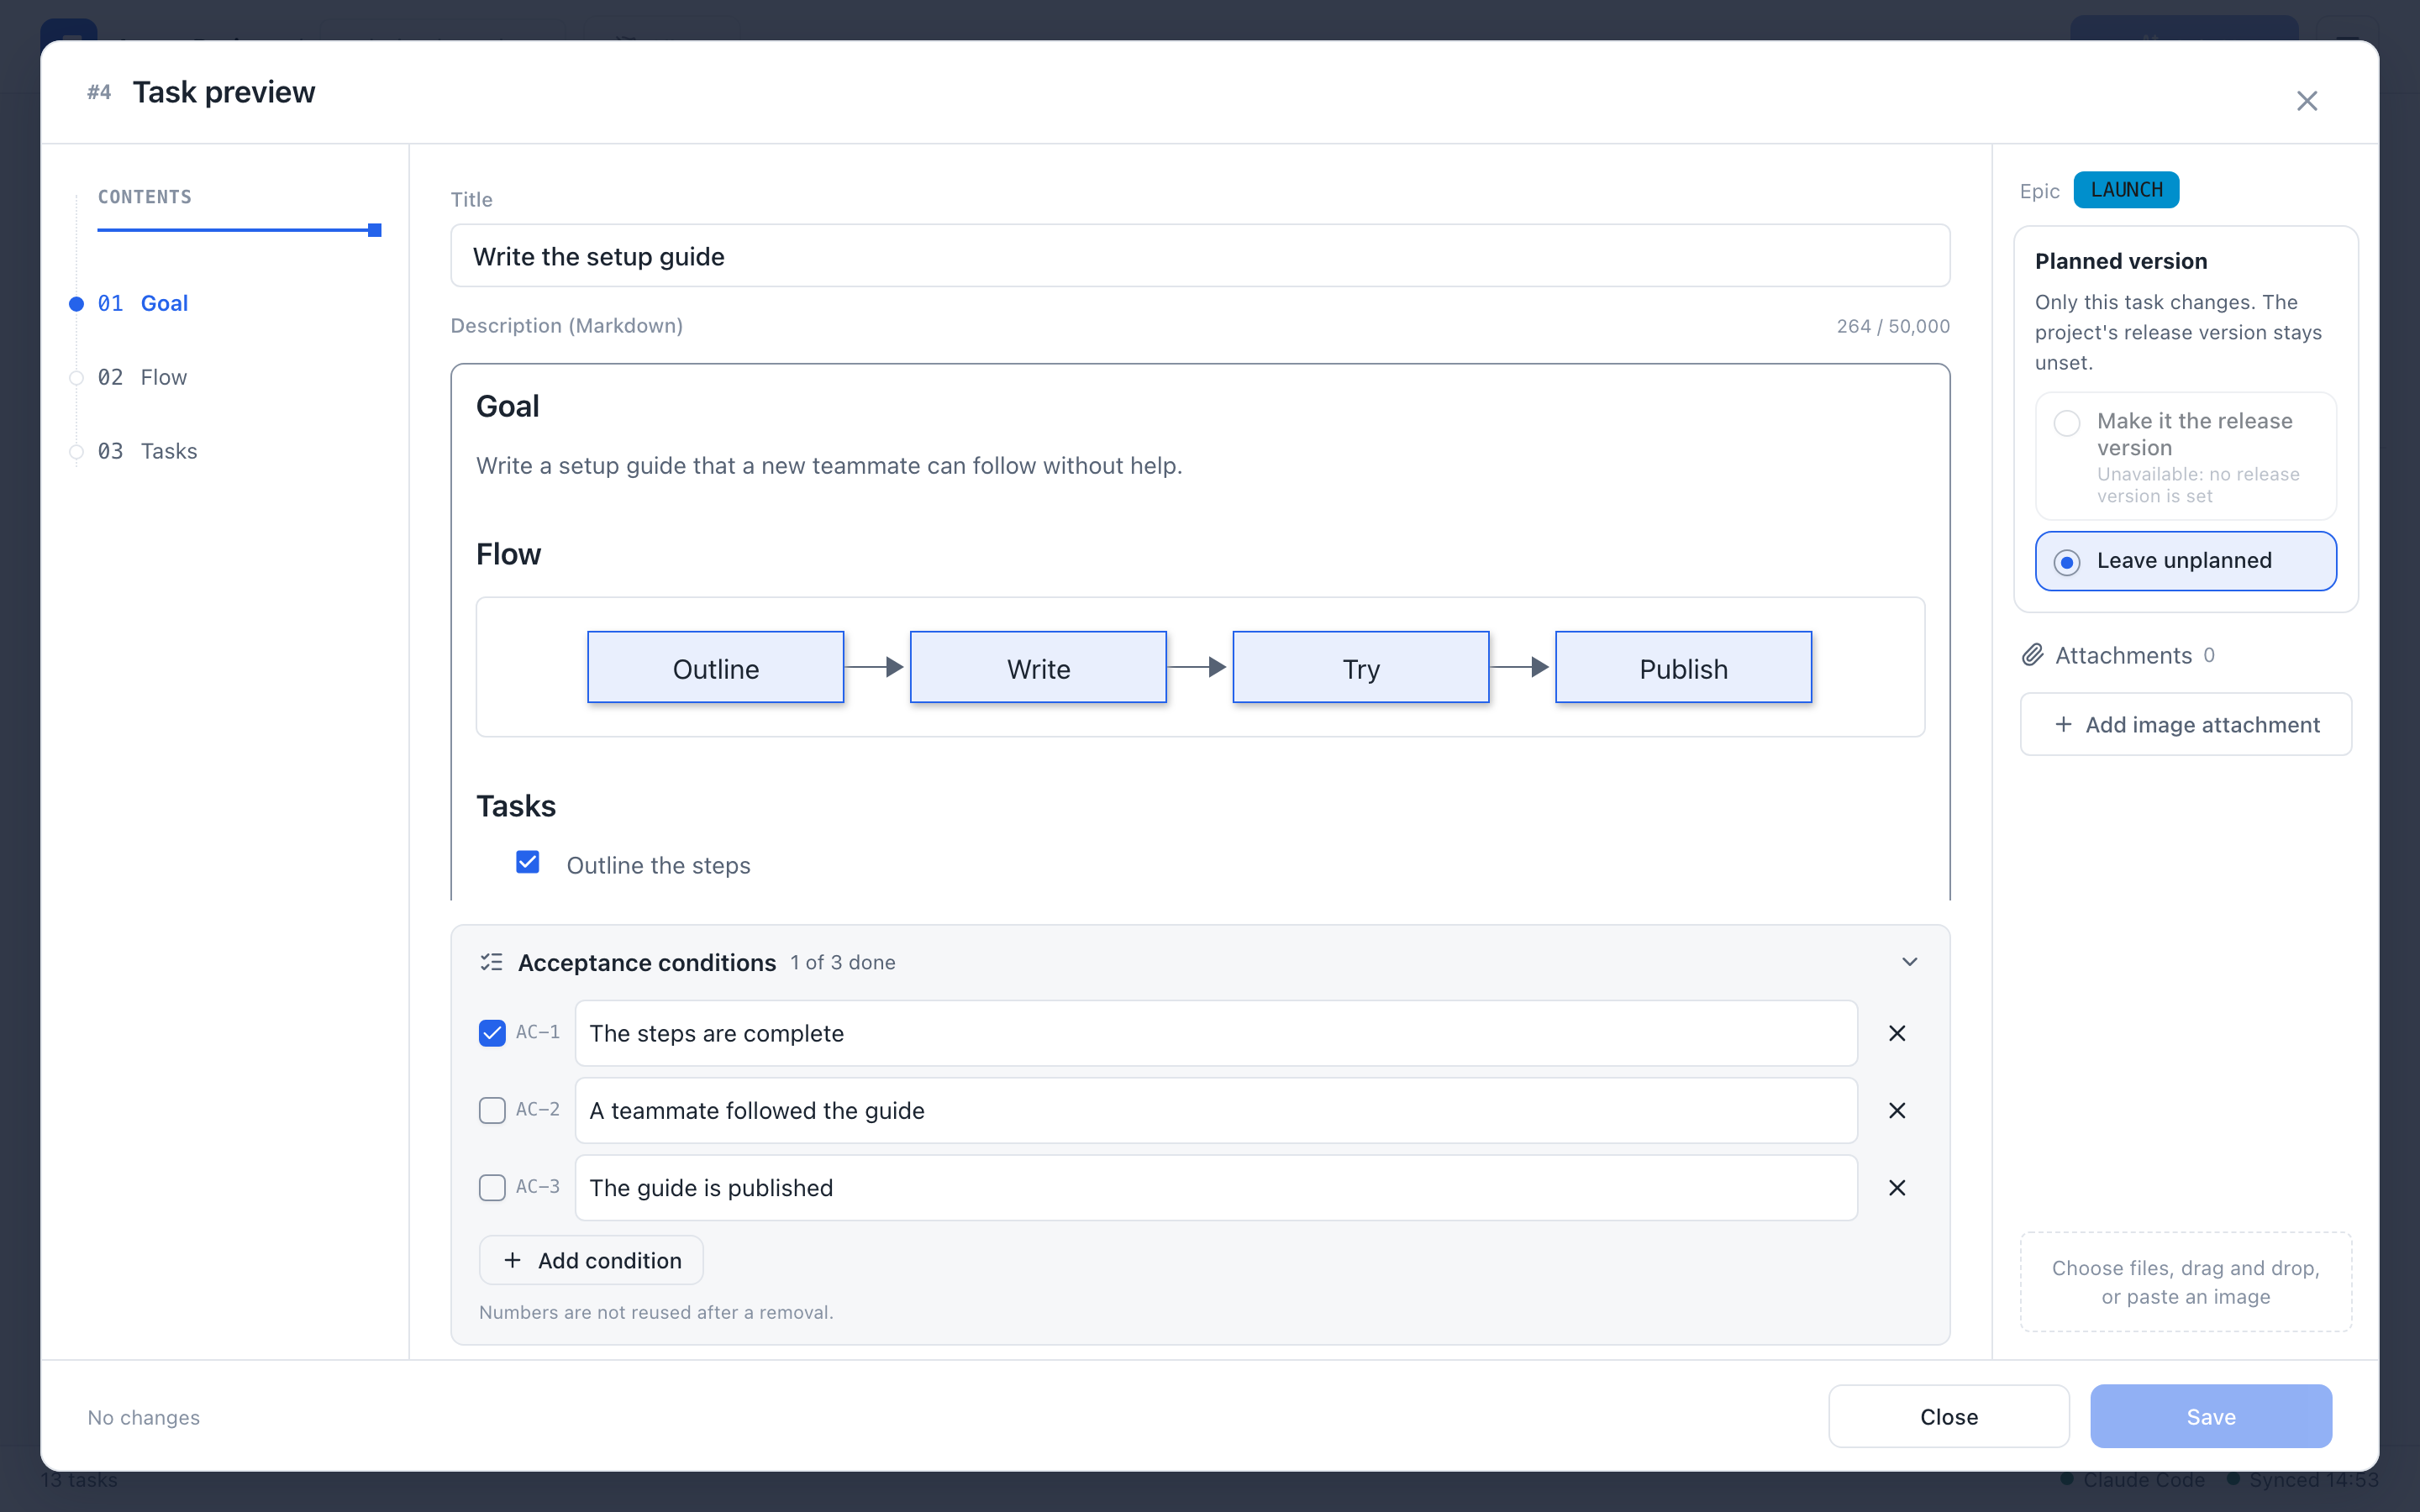 #4 Task preview
CONTENTS
01 Goal
02 Flow
03 Tasks
Title
Write the setup guide
Description (Markdown) 264 / 50,000
Goal
Write a setup guide that a new teammate can follow without help.
Flow
Outline Write Try Publish
Tasks
Outline the steps
Acceptance conditions 1 of 3 done
AC-1 The steps are complete
AC-2 A teammate followed the guide
AC-3 The guide is published
+ Add condition
Numbers are not reused after a removal.
Epic LAUNCH
Planned version
Only this task changes. The
project's release version stays
unset.
Make it the release
version
Unavailable: no release
version is set
Leave unplanned
Attachments 0
+ Add image attachment
Choose files, drag and drop,
or paste an image
No changes
Close
Save
13 tasks
Claude Code
Synced 14:53